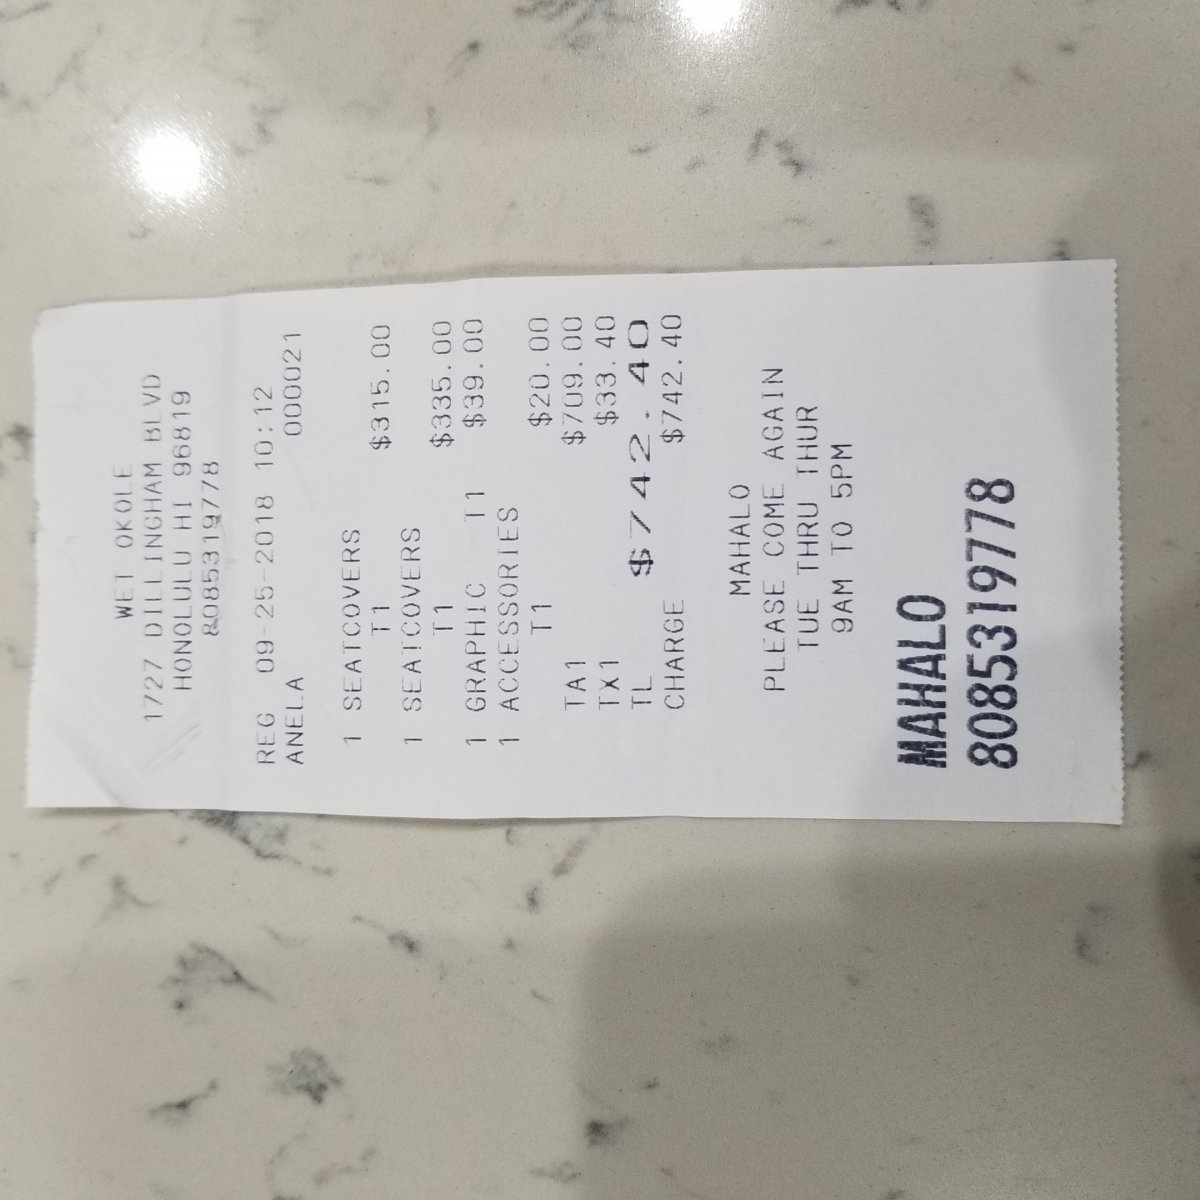 WET OKOLE
1727 DILLINGHAM BLVD
HONOLULU HI 96819
8085319778
REG 09-25-2018 10:12
ANELA 000021
1 SEATCOVERS
T1 $315.00
1 SEATCOVERS
T1 $335.00
1 GRAPHIC T1 $39.00
1 ACCESSORIES
T1 $20.00
TA1 $709.00
TX1 $33.40
TL $742.40
CHARGE $742.40
MAHALO
PLEASE COME AGAIN
TUE THRU THUR
9AM TO 5PM
MAHALO
8085319778